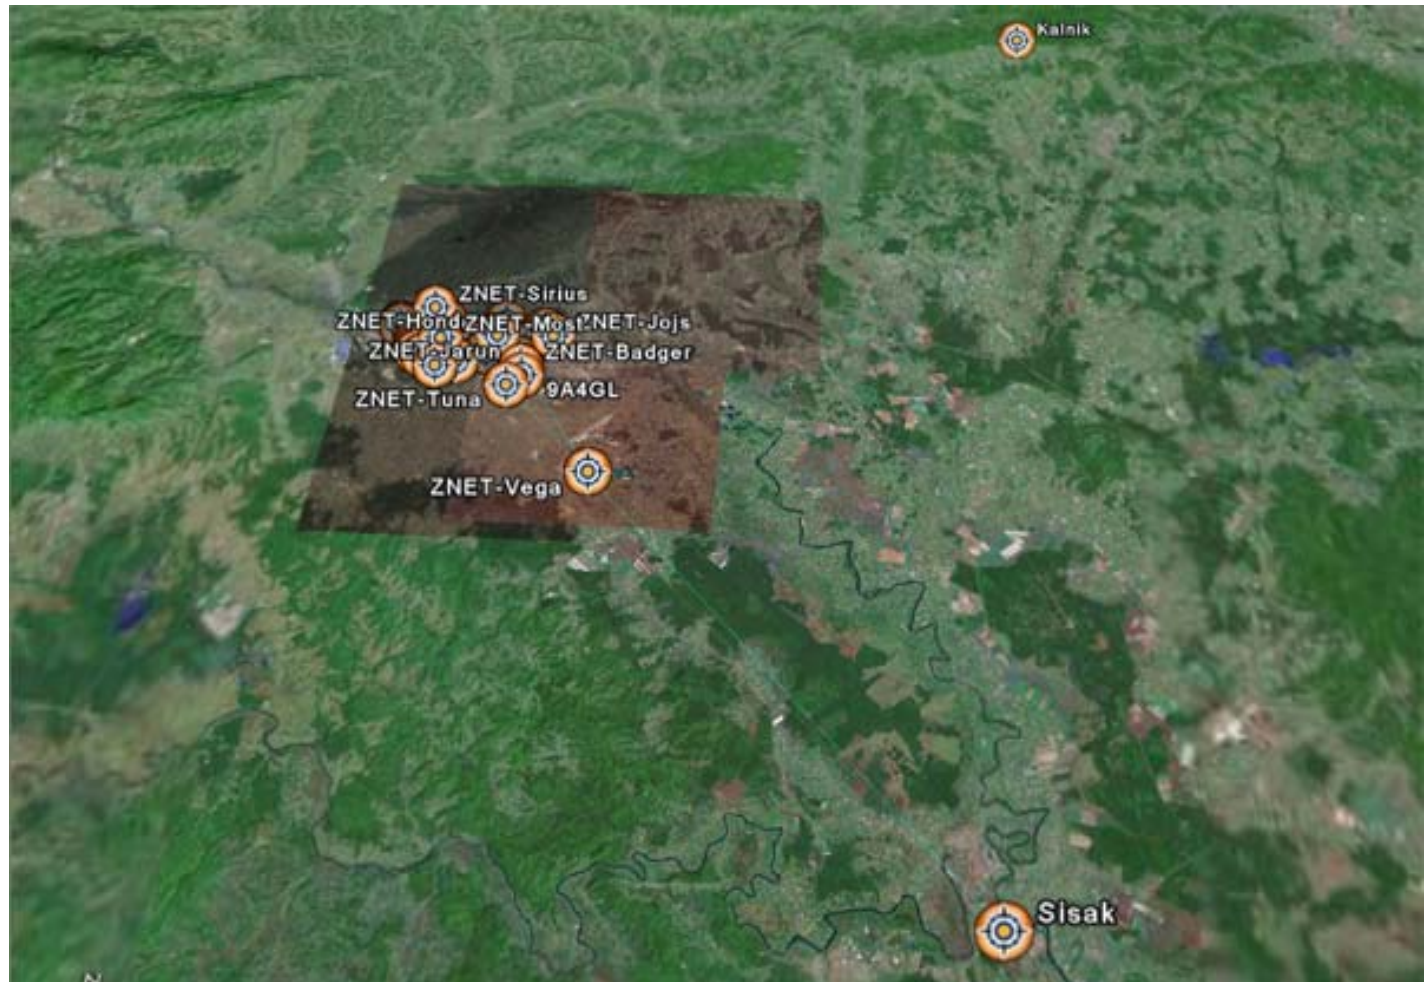 Kalnik
ZNET-Sirius
ZNET-Hond
ZNET-Most
ZNET-Jojs
ZNET-Jarun
ZNET-Badger
ZNET-Tuna
9A4GL
ZNET-Vega
Sisak